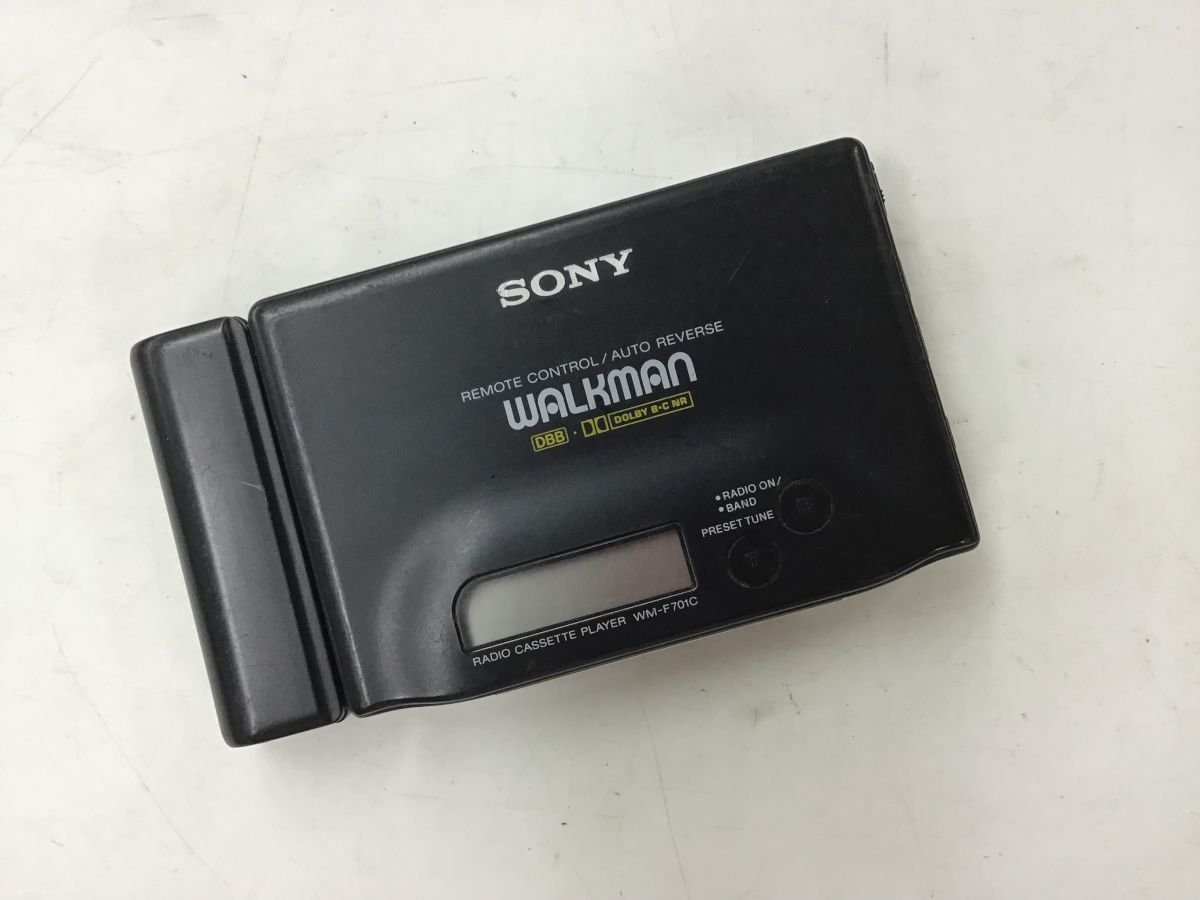 SONY
REMOTE CONTROL/AUTO REVERSE
WALKMAN
DBB · DOLBY B·C NR
•RADIO ON/
•BAND
PRESET TUNE
RADIO CASSETTE PLAYER WM-F701C